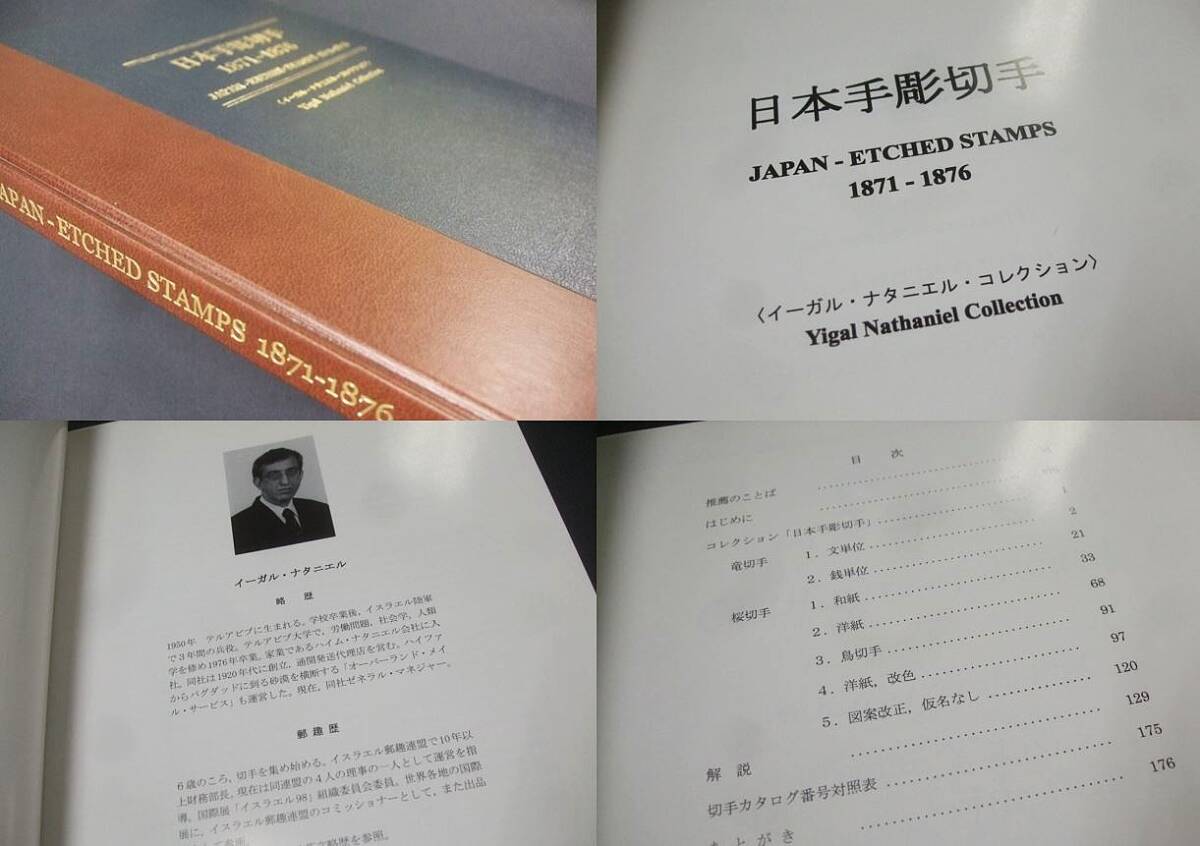 日本手彫切手
1871-1876
〈イーガル・ナタニエル・コレクション〉
Yigal Nathaniel Collection
APAN-ETCHED STAMPS 1871-1876
日本手彫切手
JAPAN - ETCHED STAMPS
1871 - 1876
〈イーガル・ナタニエル・コレクション〉
Yigal Nathaniel Collection
イーガル・ナタニエル
略 歴
1950年 テルアビブに生まれる。学校卒業後,イスラエル陸軍
で3年間の兵役。テルアビブ大学で,労働問題,社会学,人類
学を修め1976年卒業。家業であるハイム・ナタニエル会社に入
社。同社は1920年代に創立,通関発送代理店を営む。ハイファ
からバグダッドに到る砂漠を横断する「オーバーランド・メイ
ル・サービス」も運営した。現在,同社ゼネラル・マネージャー。
郵趣歴
6歳のころ,切手を集め始める。イスラエル郵趣連盟で10年以
上財務部長,現在は同連盟の4人の理事の一人として運営を指
導。国際展「イスラエル98」組織委員会委員。世界各地の国際
展に,イスラエル郵趣連盟のコミッショナーとして,また出品
して参照。
略歴を参照。
目 次
推薦のことば
はじめに
コレクション「日本手彫切手」 1
竜切手 1.文単位 2
2.銭単位 21
桜切手 1.和紙 33
2.洋紙 68
3.鳥切手 91
4.洋紙,改色 97
5.図案改正,仮名なし 120
解 説 129
切手カタログ番号対照表 175
あとがき 176